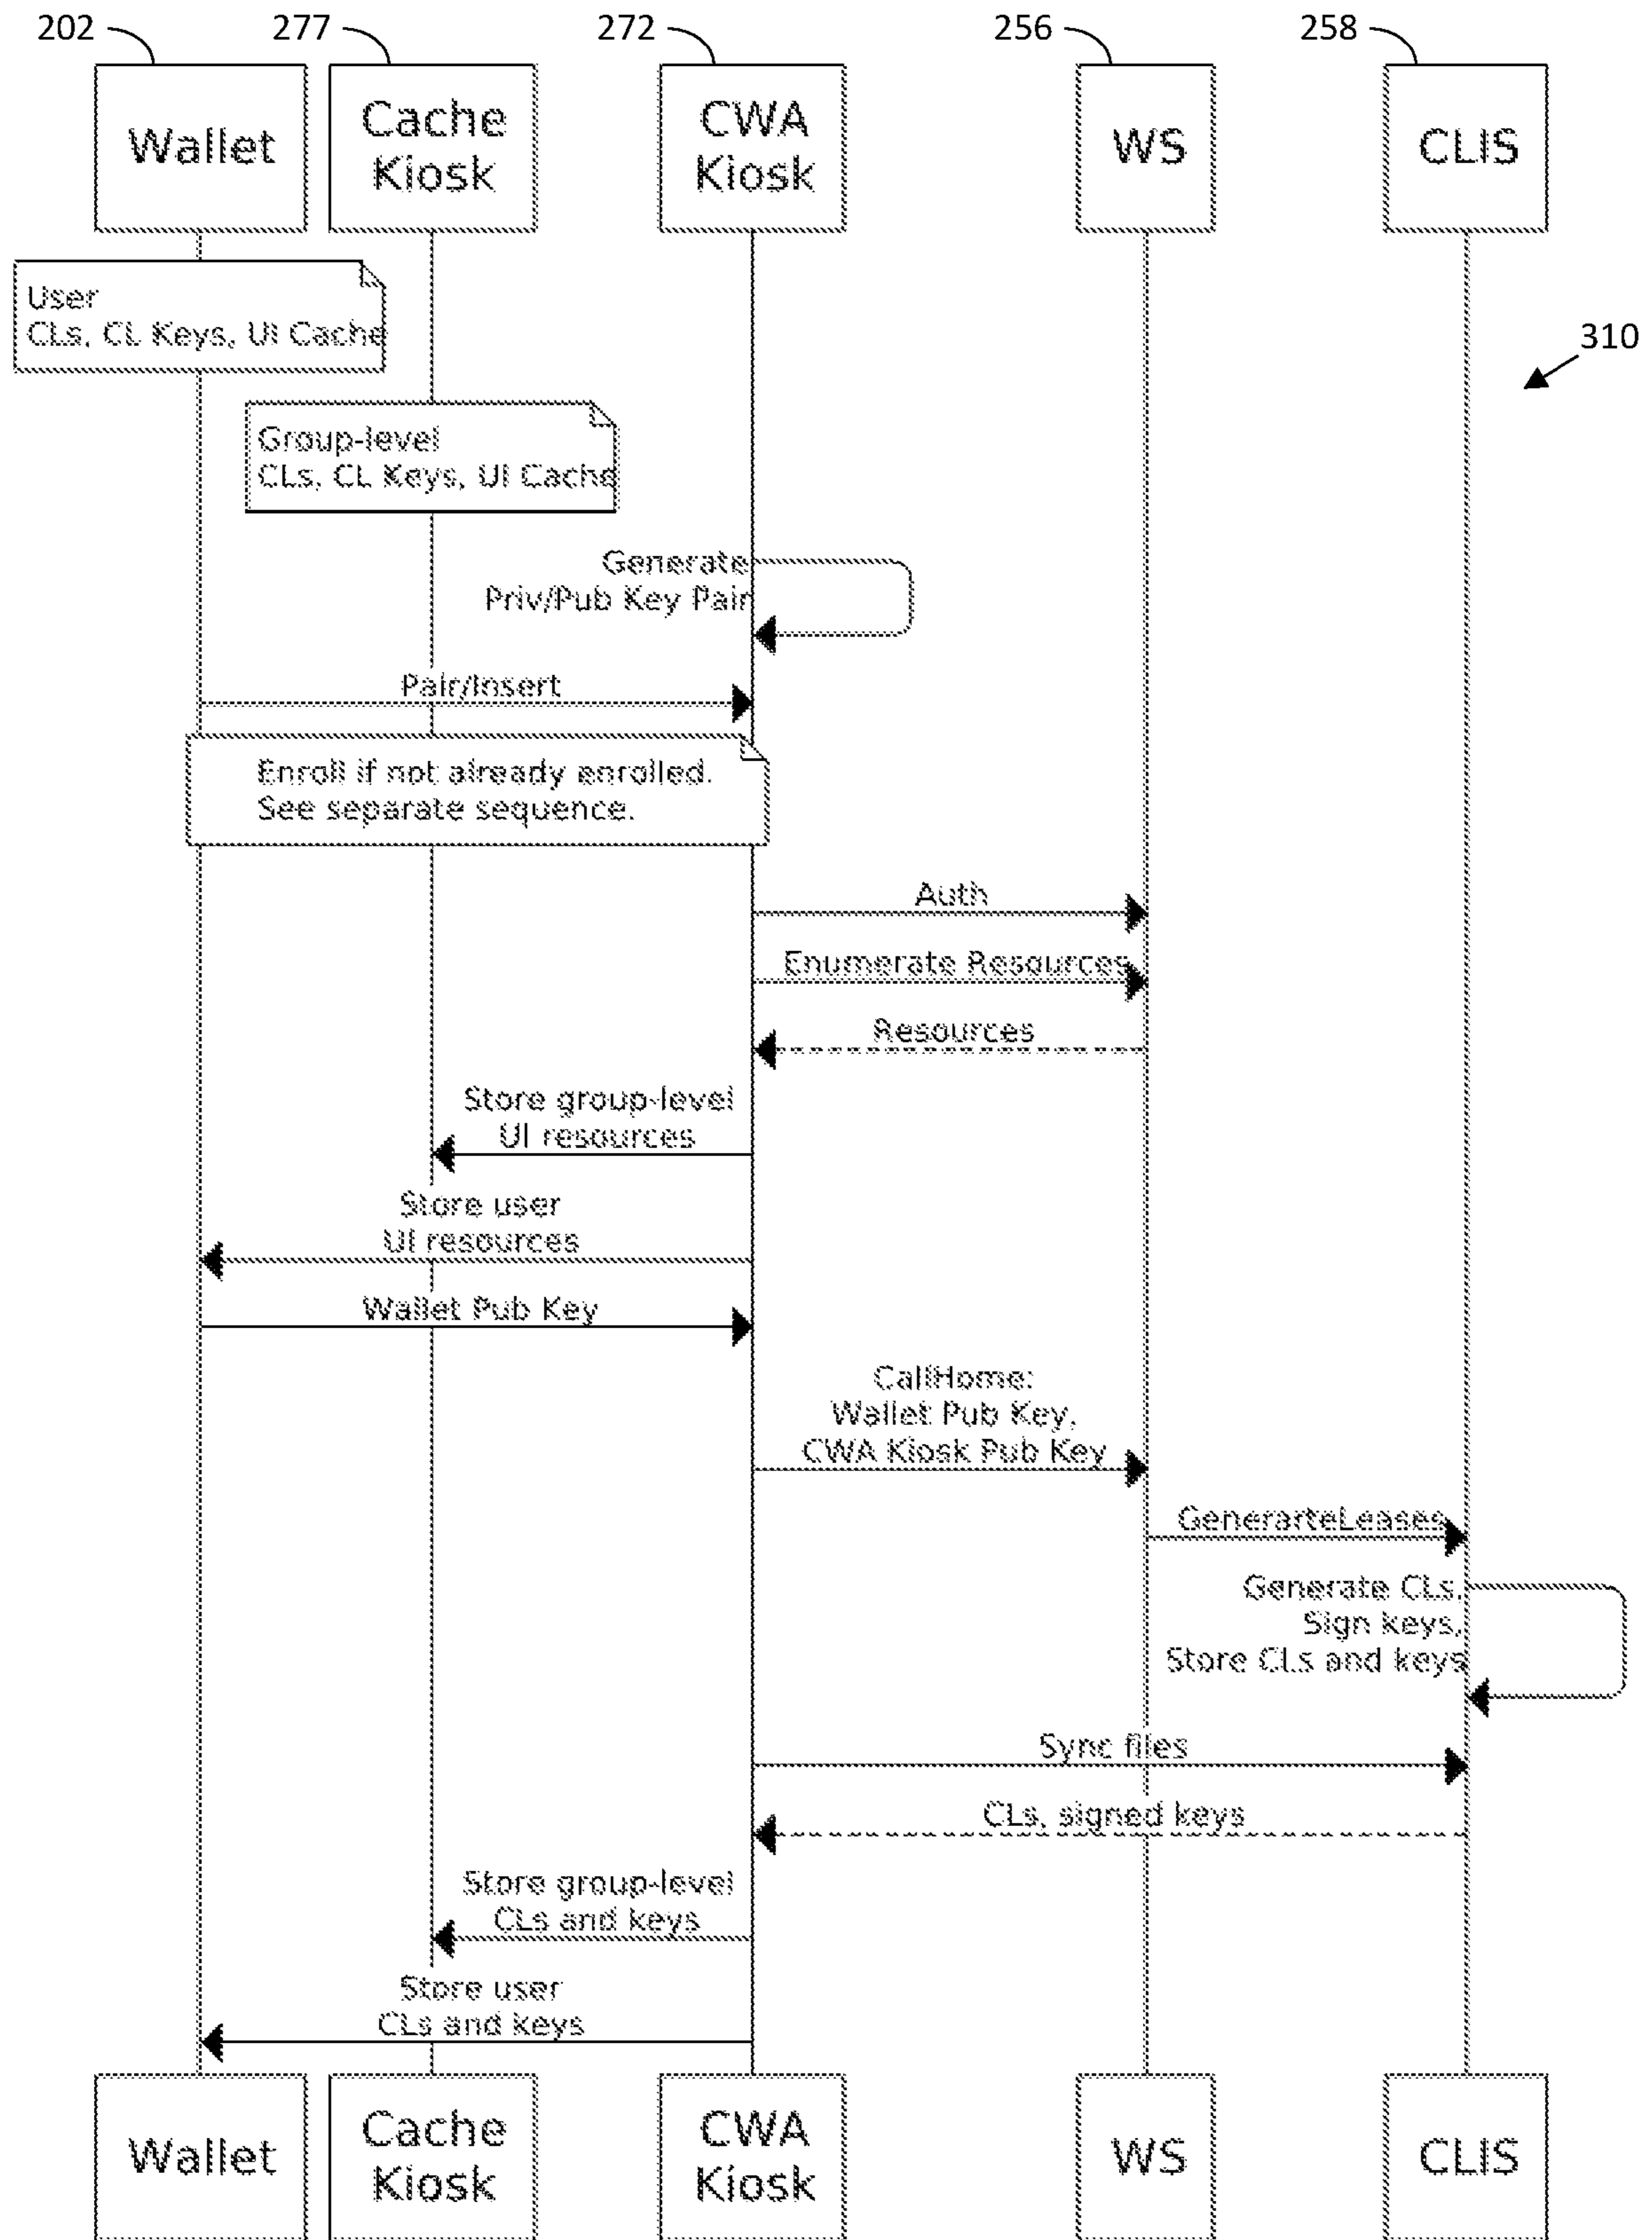 202
277
272
256
258
Wallet
Cache
Kiosk
CWA
Kiosk
WS
CLIS
User
CLs, CL Keys, UI Cache
310
Group-level
CLs, CL Keys, UI Cache
Generate
Priv/Pub Key Pair
Pair/Insert
Enroll if not already enrolled.
See separate sequence.
Auth
Enumerate Resources
Resources
Store group-level
UI resources
Store user
UI resources
Wallet Pub Key
CallHome:
Wallet Pub Key,
CWA Kiosk Pub Key
GenerarteLeases
Generate CLs,
Sign keys,
Store CLs and keys
Sync files
CLs, signed keys
Store group-level
CLs and keys
Store user
CLs and keys
Wallet
Cache
Kiosk
CWA
Kiosk
WS
CLIS